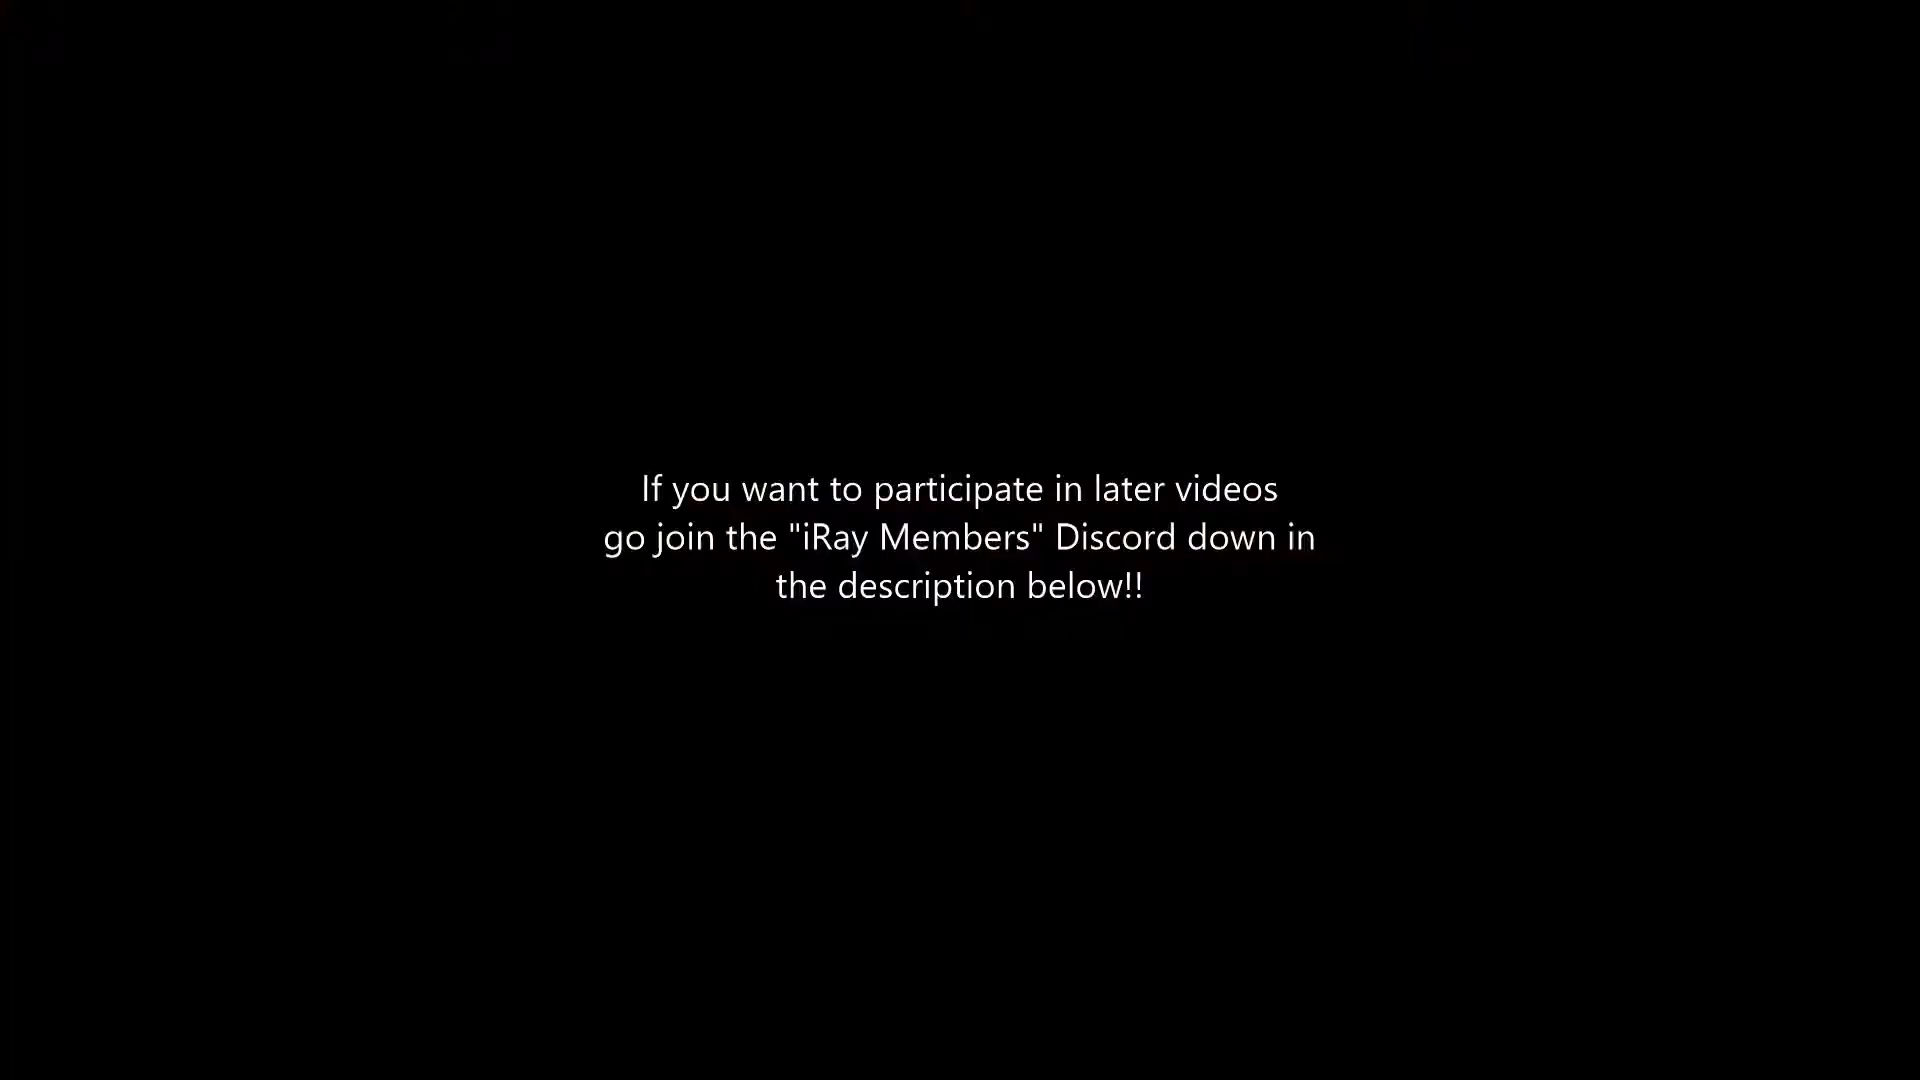 If you want to participate in later videos
go join the "iRay Members" Discord down in
the description below!!